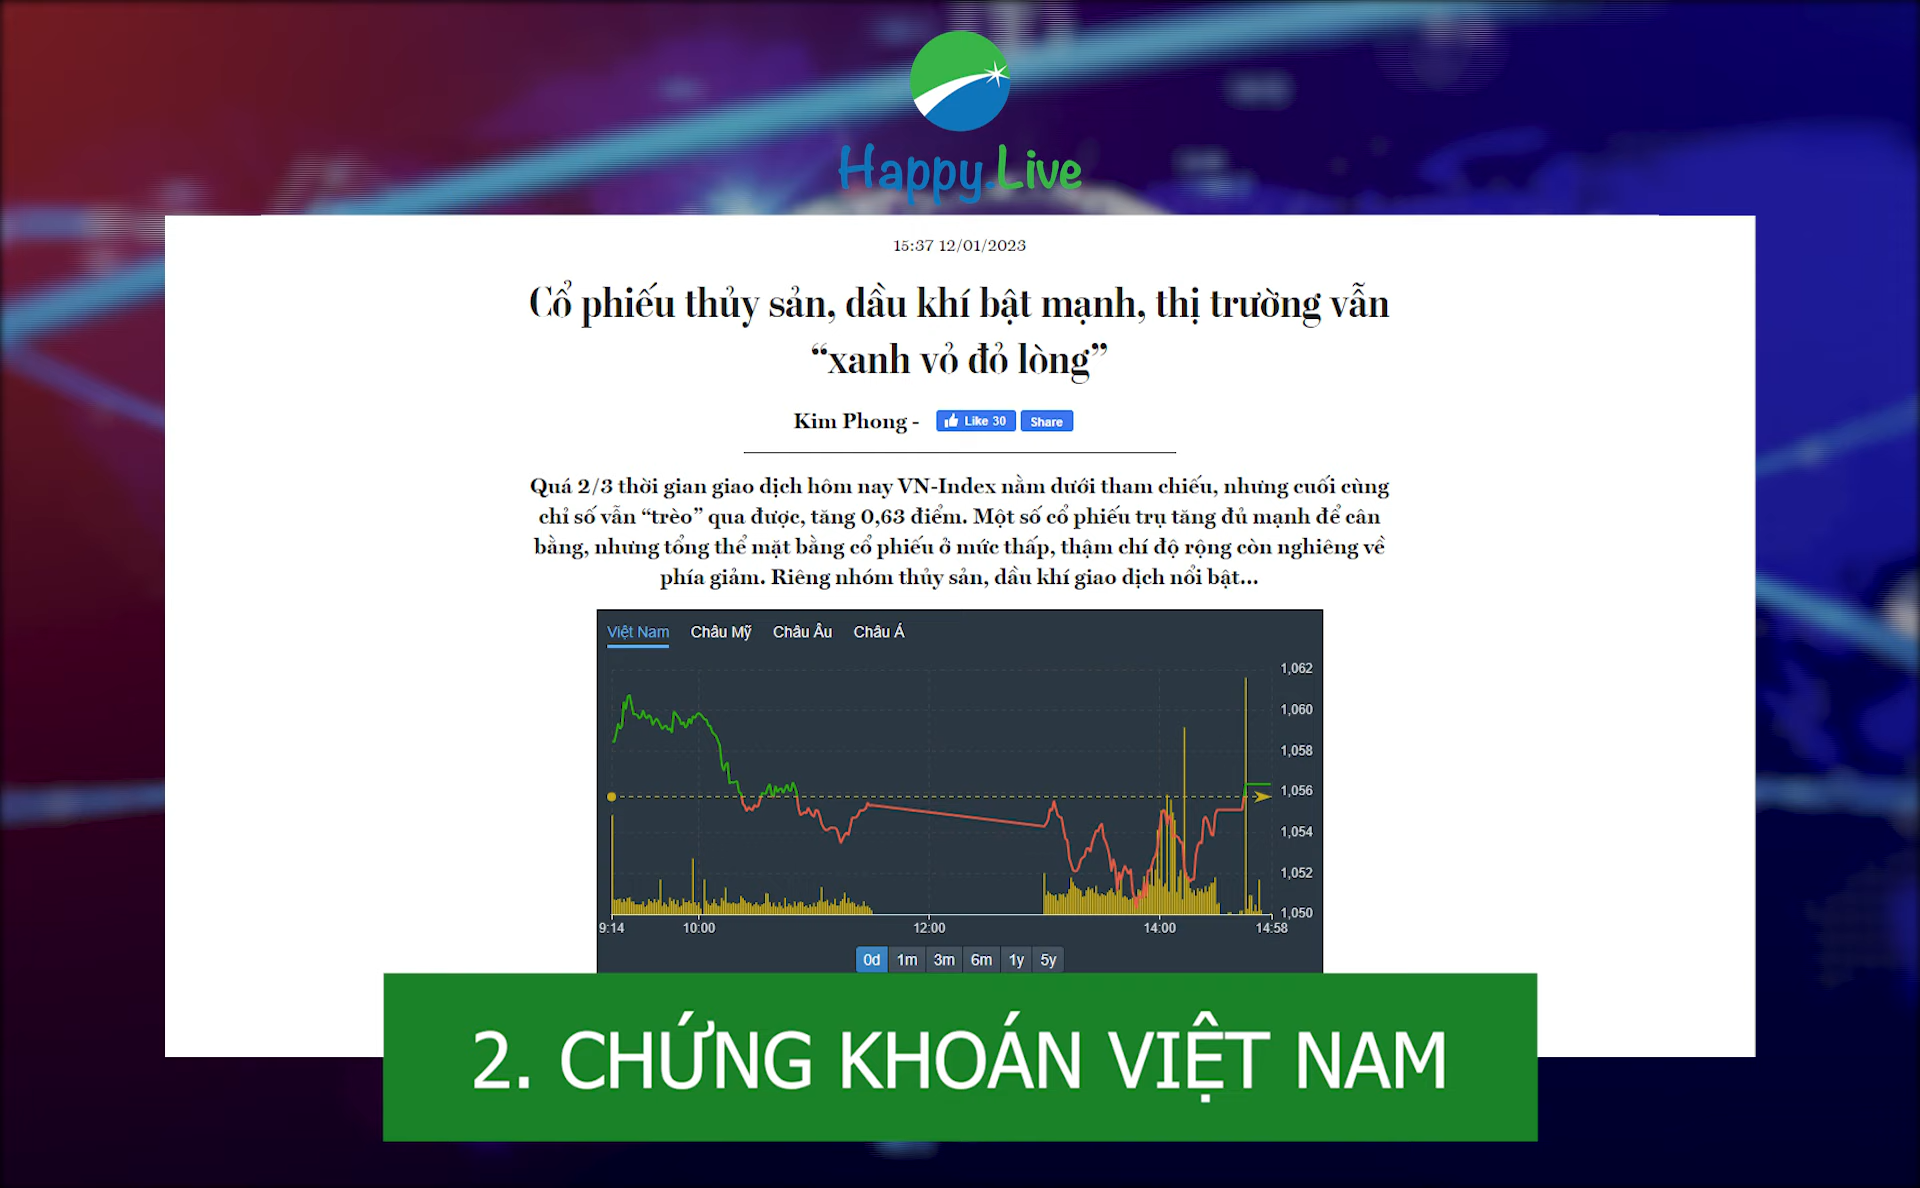 Happy.Live
15:37 12/01/2023
Cổ phiếu thủy sản, dầu khí bật mạnh, thị trường vẫn
“xanh vỏ đỏ lòng”
Kim Phong - Like 30 Share
Quá 2/3 thời gian giao dịch hôm nay VN-Index nằm dưới tham chiếu, nhưng cuối cùng
chỉ số vẫn “trèo” qua được, tăng 0,63 điểm. Một số cổ phiếu trụ tăng đủ mạnh để cân
bằng, nhưng tổng thể mặt bằng cổ phiếu ở mức thấp, thậm chí độ rộng còn nghiêng về
phía giảm. Riêng nhóm thủy sản, dầu khí giao dịch nổi bật...
Việt Nam Châu Mỹ Châu Âu Châu Á
1,062
1,060
1,058
1,056
1,054
1,052
1,050
9:14 10:00 12:00 14:00 14:58
0d 1m 3m 6m 1y 5y
2. CHỨNG KHOÁN VIỆT NAM